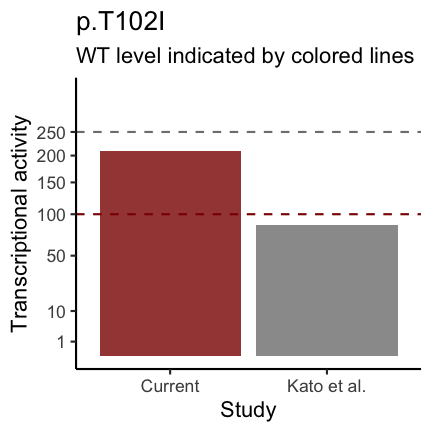 p.T102I
WT level indicated by colored lines
Transcriptional activity
250
200
150
100
50
10
1
Current
Kato et al.
Study